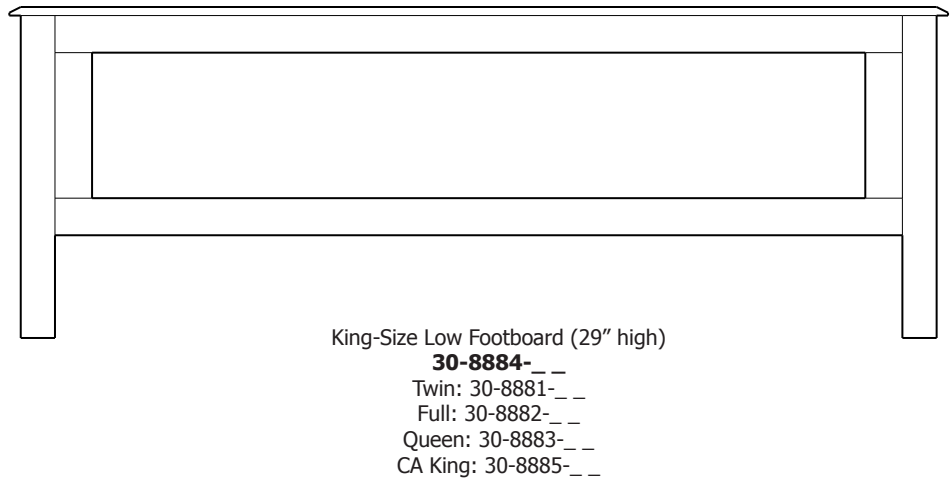 King-Size Low Footboard (29” high)
30-8884-_ _
Twin: 30-8881-_ _
Full: 30-8882-_ _
Queen: 30-8883-_ _
CA King: 30-8885-_ _